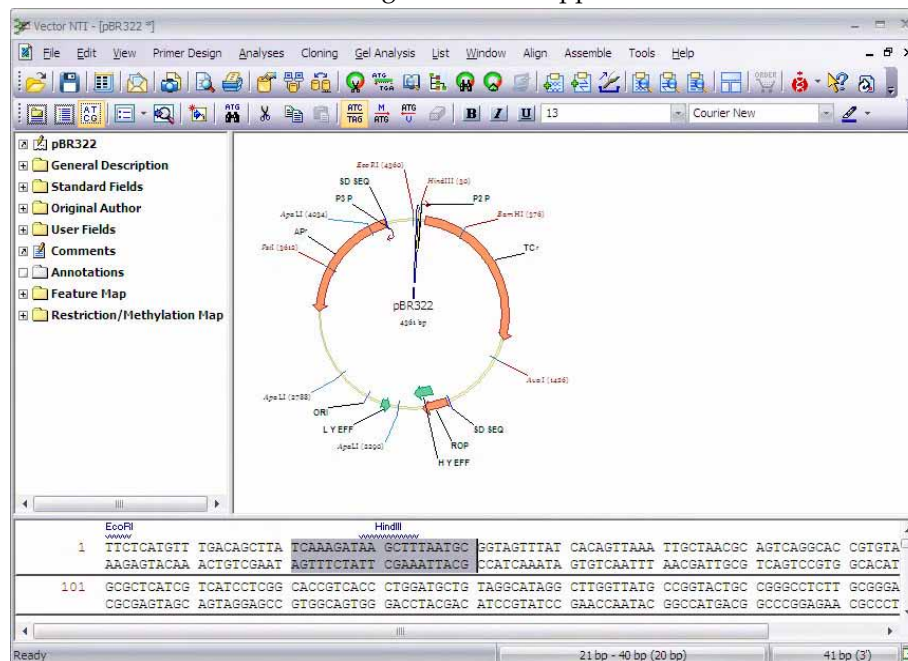 Vector NTI - [pBR322 *]
File Edit View Primer Design Analyses Cloning Gel Analysis List Window Align Assemble Tools Help
13 Courier New
pBR322
General Description
Standard Fields
Original Author
User Fields
Comments
Annotations
Feature Map
Restriction/Methylation Map
EcoRI (4360)
SD SEQ
HindIII (30)
P3 P
P2 P
ApaLI (4034)
BamHI (376)
AP r
TC r
PstI (3612)
pBR322
4361 bp
AvaI (1426)
ApaLI (2788)
ORI
L Y EFF
SD SEQ
ApaLI (2290)
ROP
H Y EFF
EcoRI HindIII
1 TTCTCATGTT TGACAGCTTA TCAAAGATAA GCTTTAATGC GGTAGTTTAT CACAGTTAAA TTGCTAACGC AGTCAGGCAC CGTGTA
AAGAGTACAA ACTGTCGAAT AGTTTCTATT CGAAATTACG CCATCAAATA GTGTCAATTT AACGATTGCG TCAGTCCGTG GCACAT
101 GCGCTCATCG TCATCCTCGG CACCGTCACC CTGGATGCTG TAGGCATAGG CTTGGTTATG CCGGTACTGC CGGGCCTCTT GCGGGA
CGCGAGTAGC AGTAGGAGCC GTGGCAGTGG GACCTACGAC ATCCGTATCC GAACCAATAC GGCCATGACG GCCCGGAGAA CGCCCT
Ready 21 bp - 40 bp (20 bp) 41 bp (3')